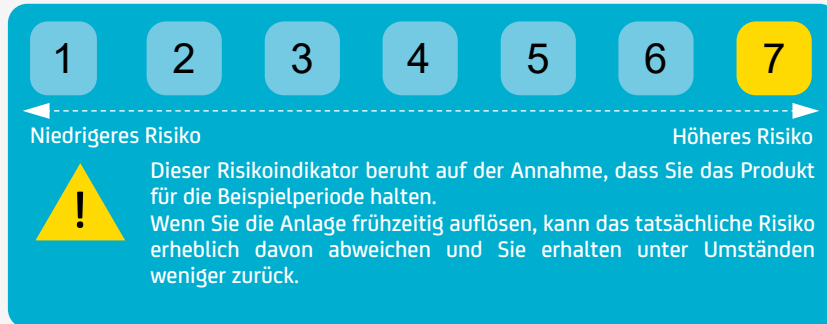 1 2 3 4 5 6 7
Niedrigeres Risiko Höheres Risiko
! Dieser Risikoindikator beruht auf der Annahme, dass Sie das Produkt
für die Beispielperiode halten.
Wenn Sie die Anlage frühzeitig auflösen, kann das tatsächliche Risiko
erheblich davon abweichen und Sie erhalten unter Umständen
weniger zurück.